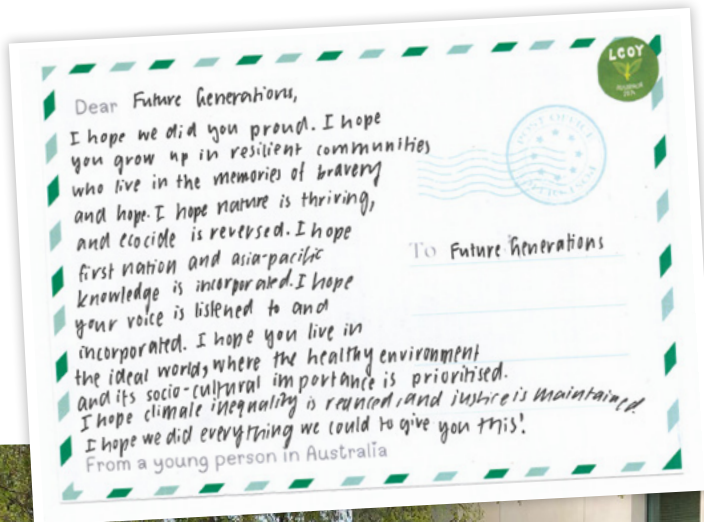 LCOY
Dear Future Generations,
I hope we did you proud. I hope
you grow up in resilient communities
who live in the memories of bravery
and hope. I hope nature is thriving,
and ecocide is reversed. I hope
first nation and asia-pacific
knowledge is incorporated. I hope
your voice is listened to and
incorporated. I hope you live in
the ideal world, where the healthy environment
and its socio-cultural importance is prioritised.
I hope climate inequality is reduced, and justice is maintained.
I hope we did everything we could to give you this!
From a young person in Australia
POST OFFICE
To Future Generations